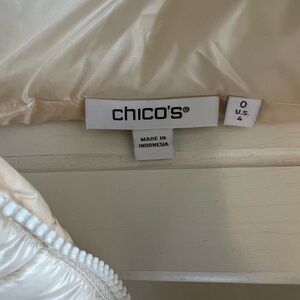 chico's®
0
U.S.
4
MADE IN
INDONESIA